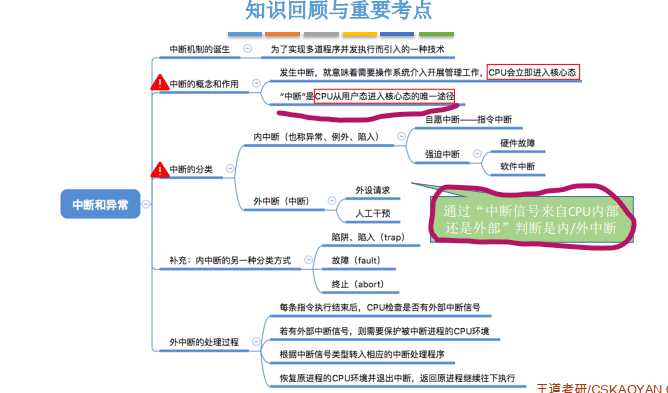 知识回顾与重要考点
中断机制的诞生
为了实现多道程序并发执行而引入的一种技术
中断的概念和作用
发生中断，就意味着需要操作系统介入开展管理工作，CPU会立即进入核心态
“中断”是CPU从用户态进入核心态的唯一途径
中断的分类
内中断（也称异常、例外、陷入）
自愿中断——指令中断
强迫中断
硬件故障
软件中断
外中断（中断）
外设请求
人工干预
通过“中断信号来自CPU内部
还是外部”判断是内/外中断
中断和异常
补充：内中断的另一种分类方式
陷阱、陷入（trap）
故障（fault）
终止（abort）
外中断的处理过程
每条指令执行结束后，CPU检查是否有外部中断信号
若有外部中断信号，则需要保护被中断进程的CPU环境
根据中断信号类型转入相应的中断处理程序
恢复原进程的CPU环境并退出中断，返回原进程继续往下执行
王道考研/CSKAOYAN.